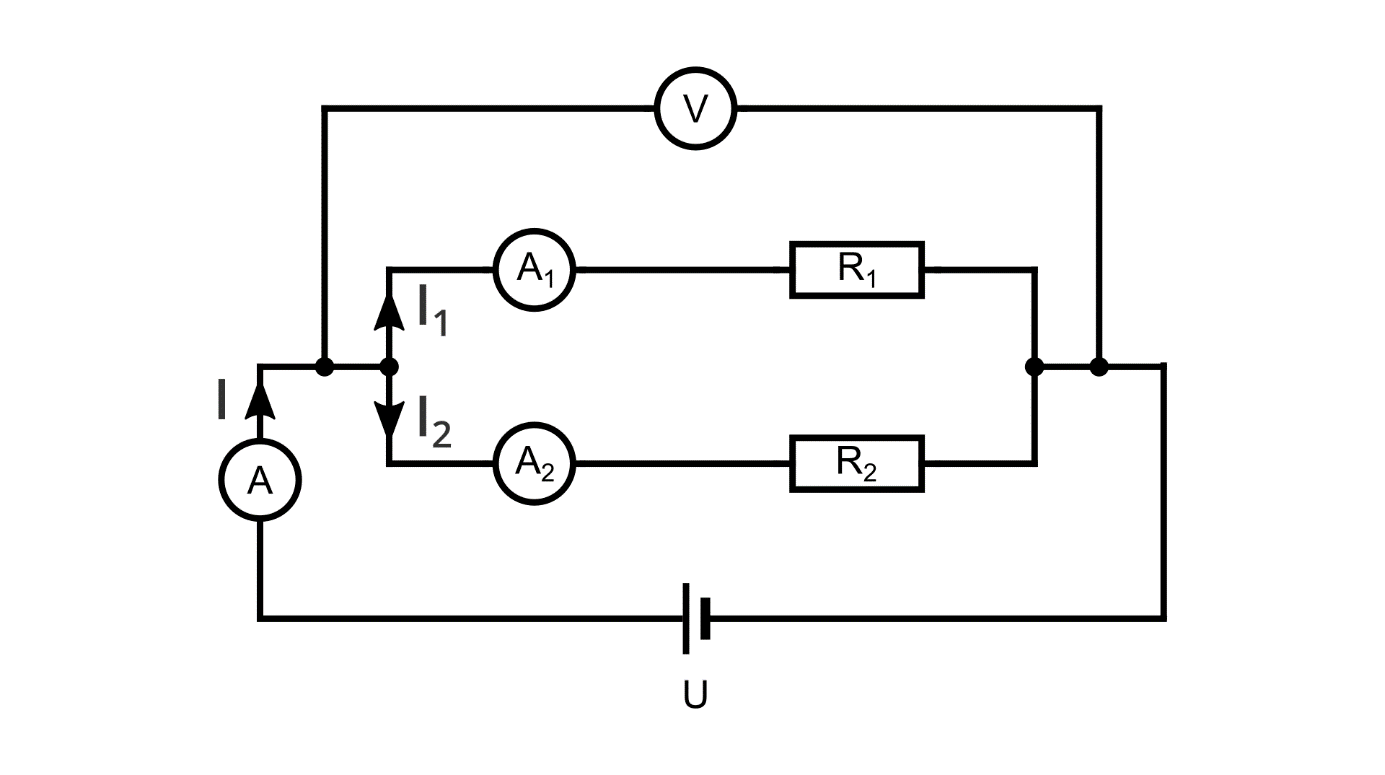 V
A₁
R₁
I₁
I
I₂
A₂
R₂
A
U